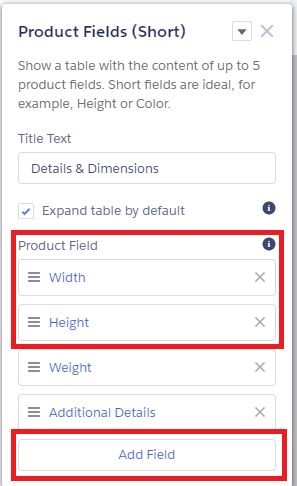 Product Fields (Short)
Show a table with the content of up to 5
product fields. Short fields are ideal, for
example, Height or Color.
Title Text
Details & Dimensions
Expand table by default
Product Field
Width
Height
Weight
Additional Details
Add Field